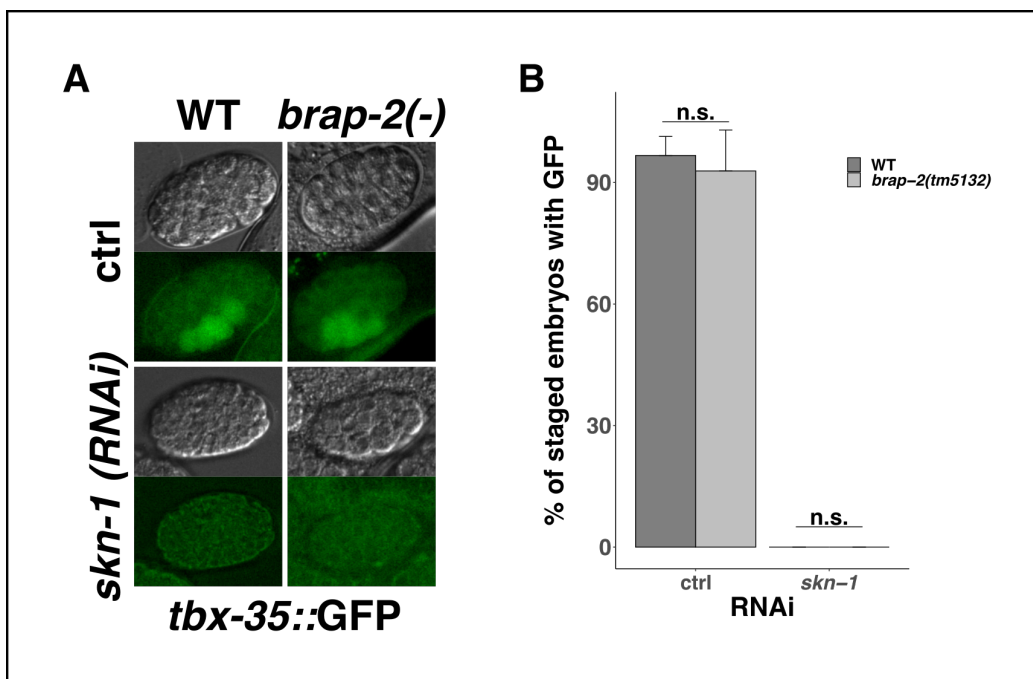 A
WT brap-2(-)
ctrl
skn-1 (RNAi)
tbx-35::GFP
B
% of staged embryos with GFP
90
60
30
0
n.s.
n.s.
ctrl skn−1
RNAi
WT
brap−2(tm5132)